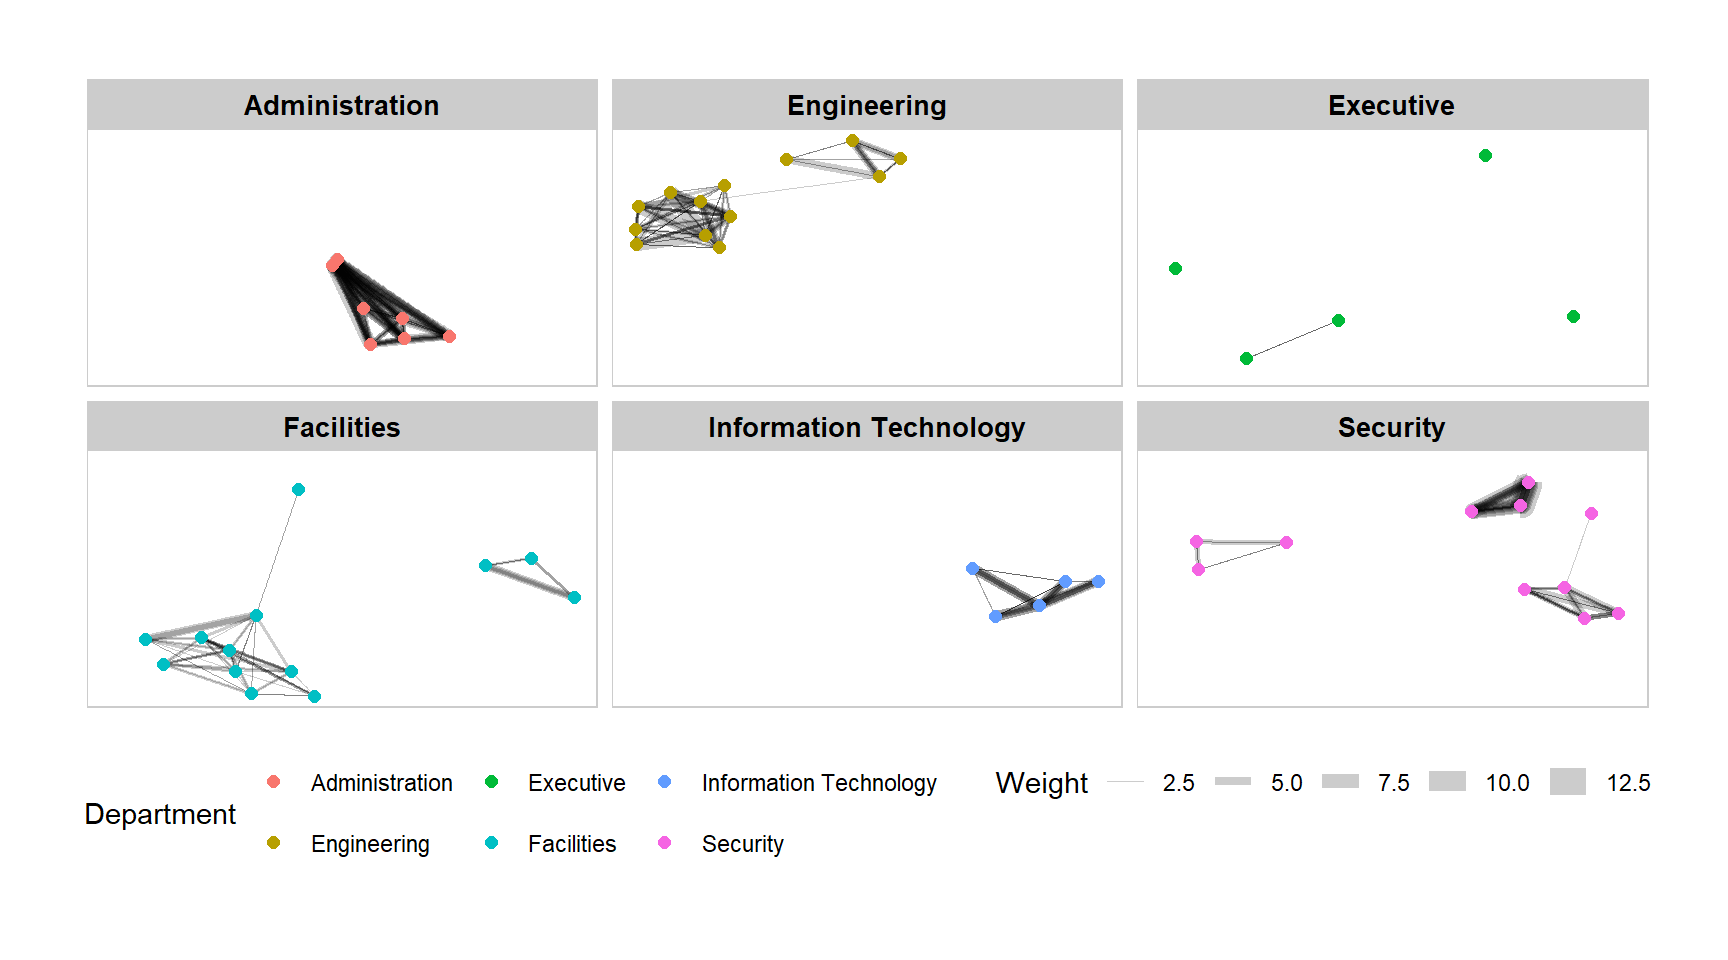 Administration
Engineering
Executive
Facilities
Information Technology
Security
Department
Administration
Executive
Information Technology
Engineering
Facilities
Security
Weight
2.5
5.0
7.5
10.0
12.5